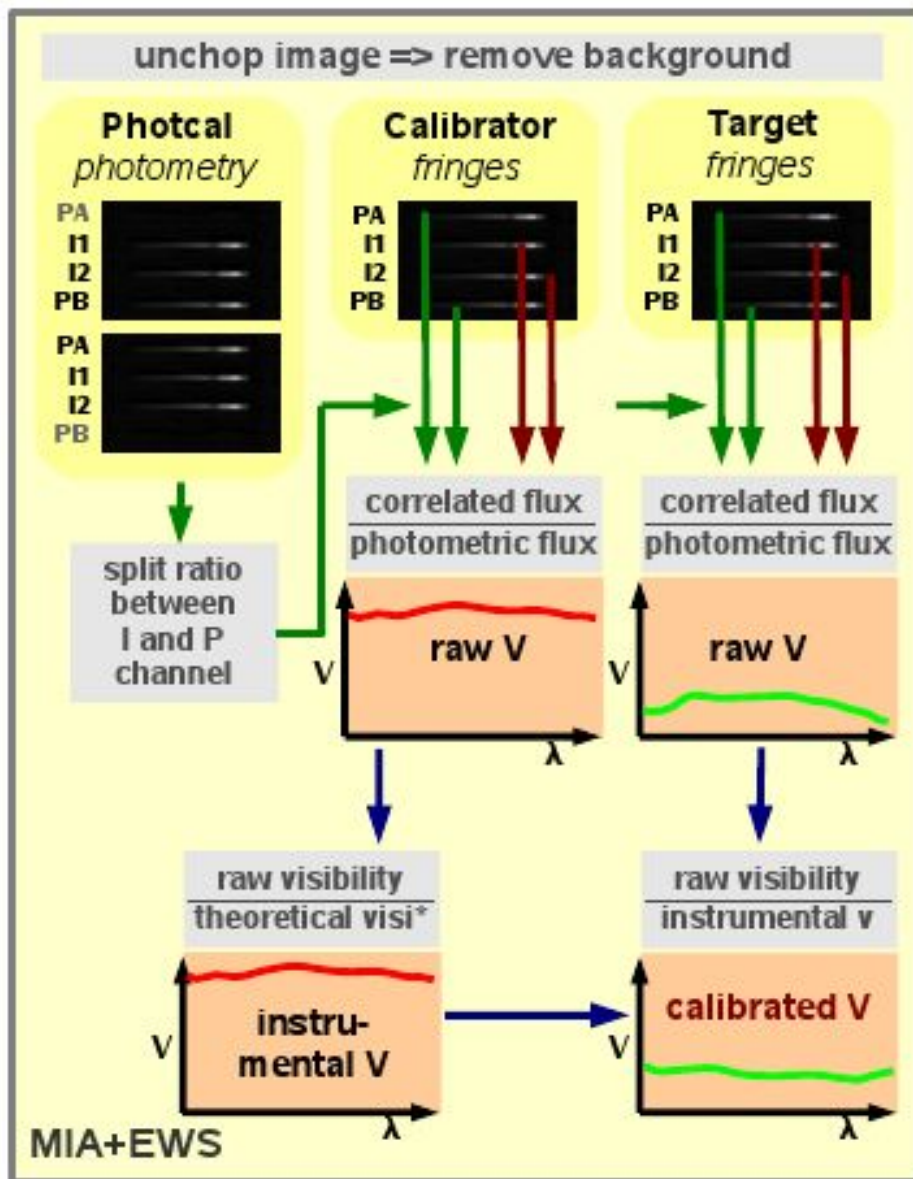 unchop image => remove background
Photcal
photometry
PA
I1
I2
PB
PA
I1
I2
PB
Calibrator
fringes
PA
I1
I2
PB
Target
fringes
PA
I1
I2
PB
split ratio
between
I and P
channel
correlated flux
photometric flux
V
raw V
λ
correlated flux
photometric flux
V
raw V
λ
raw visibility
theoretical visi*
V
instru-
mental V
λ
raw visibility
instrumental v
V
calibrated V
λ
MIA+EWS